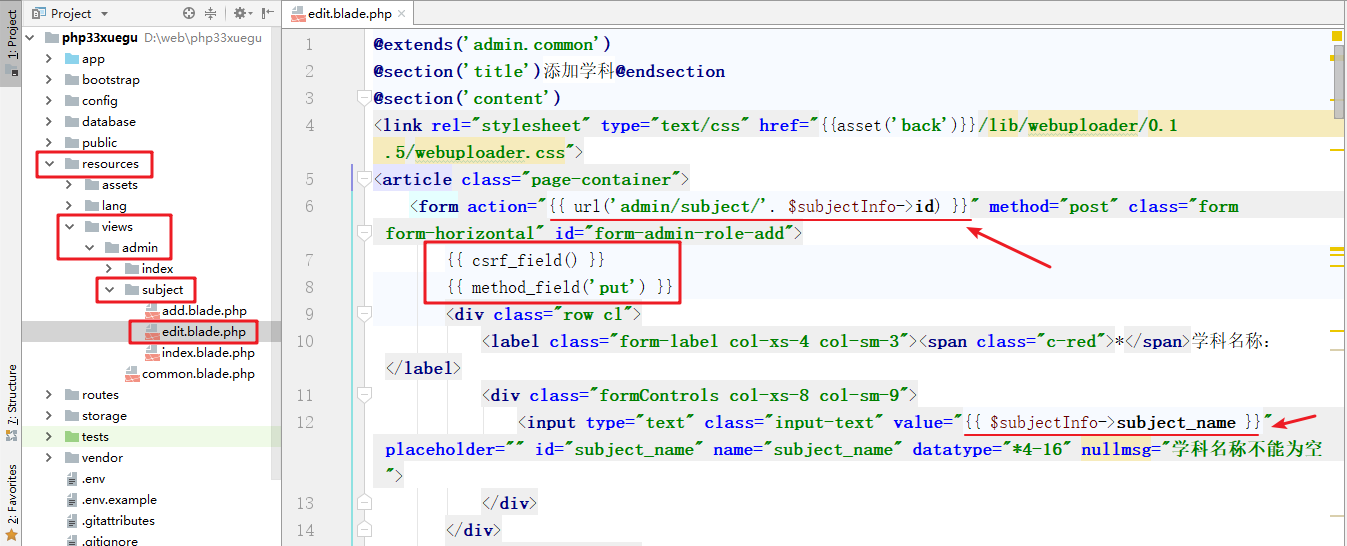 Project
edit.blade.php
1: Project
php33xuegu D:\web\php33xuegu
app
bootstrap
config
database
public
resources
assets
lang
views
admin
index
subject
add.blade.php
edit.blade.php
index.blade.php
common.blade.php
routes
storage
tests
vendor
.env
.env.example
.gitattributes
.gitignore
7: Structure
2: Favorites
1 @extends('admin.common')
2 @section('title')添加学科@endsection
3 @section('content')
4 <link rel="stylesheet" type="text/css" href="{{asset('back')}}/lib/webuploader/0.1
.5/webuploader.css">
5 <article class="page-container">
6 <form action="{{ url('admin/subject/'. $subjectInfo->id) }}" method="post" class="form
form-horizontal" id="form-admin-role-add">
7 {{ csrf_field() }}
8 {{ method_field('put') }}
9 <div class="row cl">
10 <label class="form-label col-xs-4 col-sm-3"><span class="c-red">*</span>学科名称：
</label>
11 <div class="formControls col-xs-8 col-sm-9">
12 <input type="text" class="input-text" value="{{ $subjectInfo->subject_name }}"
placeholder="" id="subject_name" name="subject_name" datatype="*4-16" nullmsg="学科名称不能为空
">
13 </div>
14 </div>